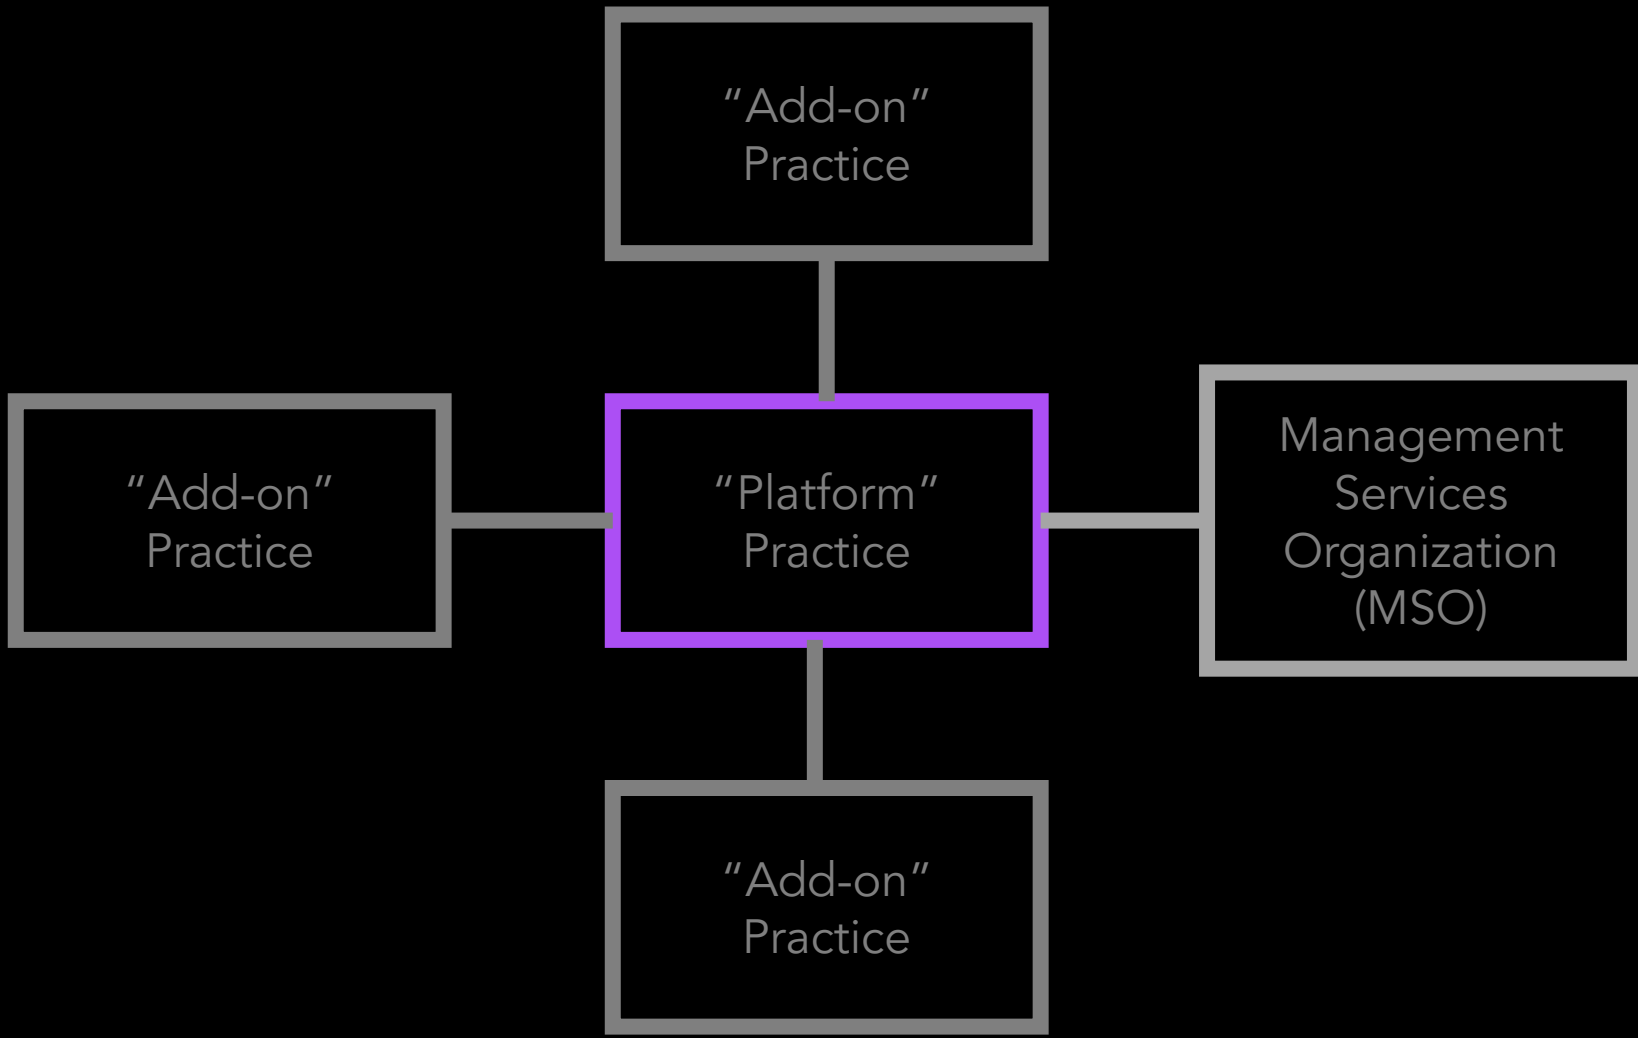 “Add-on”
Practice
“Add-on”
Practice
“Platform”
Practice
Management
Services
Organization
(MSO)
“Add-on”
Practice